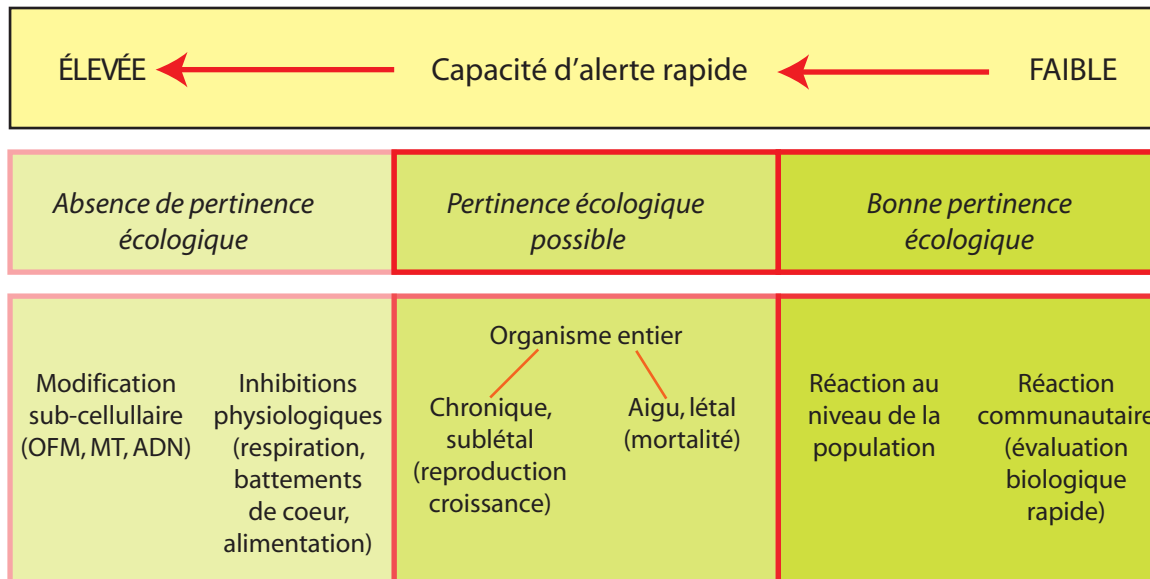 ÉLEVÉE Capacité d'alerte rapide FAIBLE
Absence de pertinence
écologique
Pertinence écologique
possible
Bonne pertinence
écologique
Modification
sub-cellullaire
(OFM, MT, ADN)
Inhibitions
physiologiques
(respiration,
battements
de coeur,
alimentation)
Organisme entier
Chronique,
sublétal
(reproduction
croissance)
Aigu, létal
(mortalité)
Réaction au
niveau de la
population
Réaction
communautaire
(évaluation
biologique
rapide)